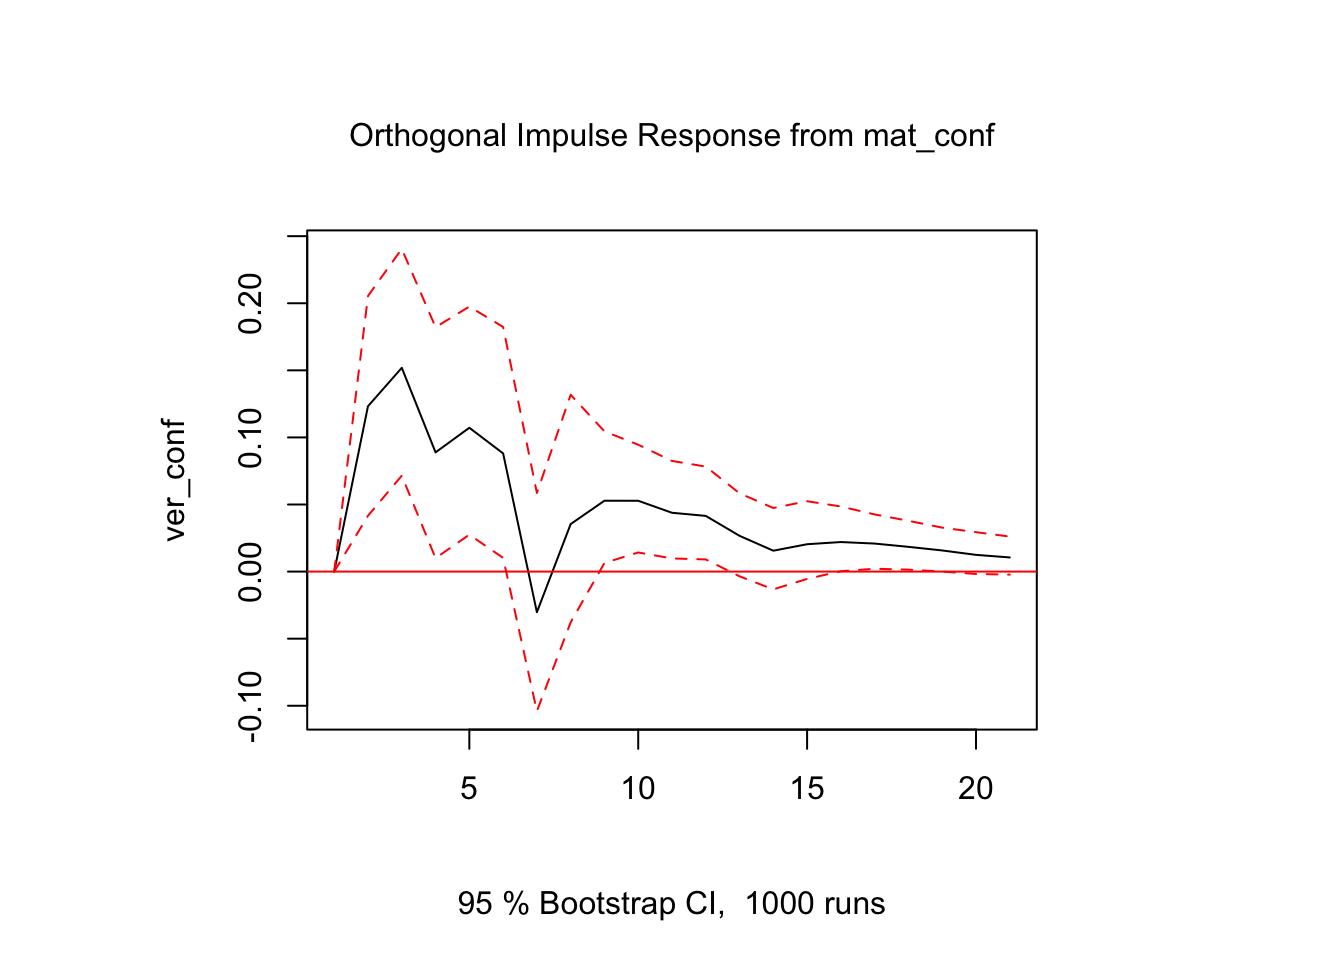 Orthogonal Impulse Response from mat_conf
ver_conf
0.20
0.10
0.00
-0.10
5 10 15 20
95 % Bootstrap CI,  1000 runs